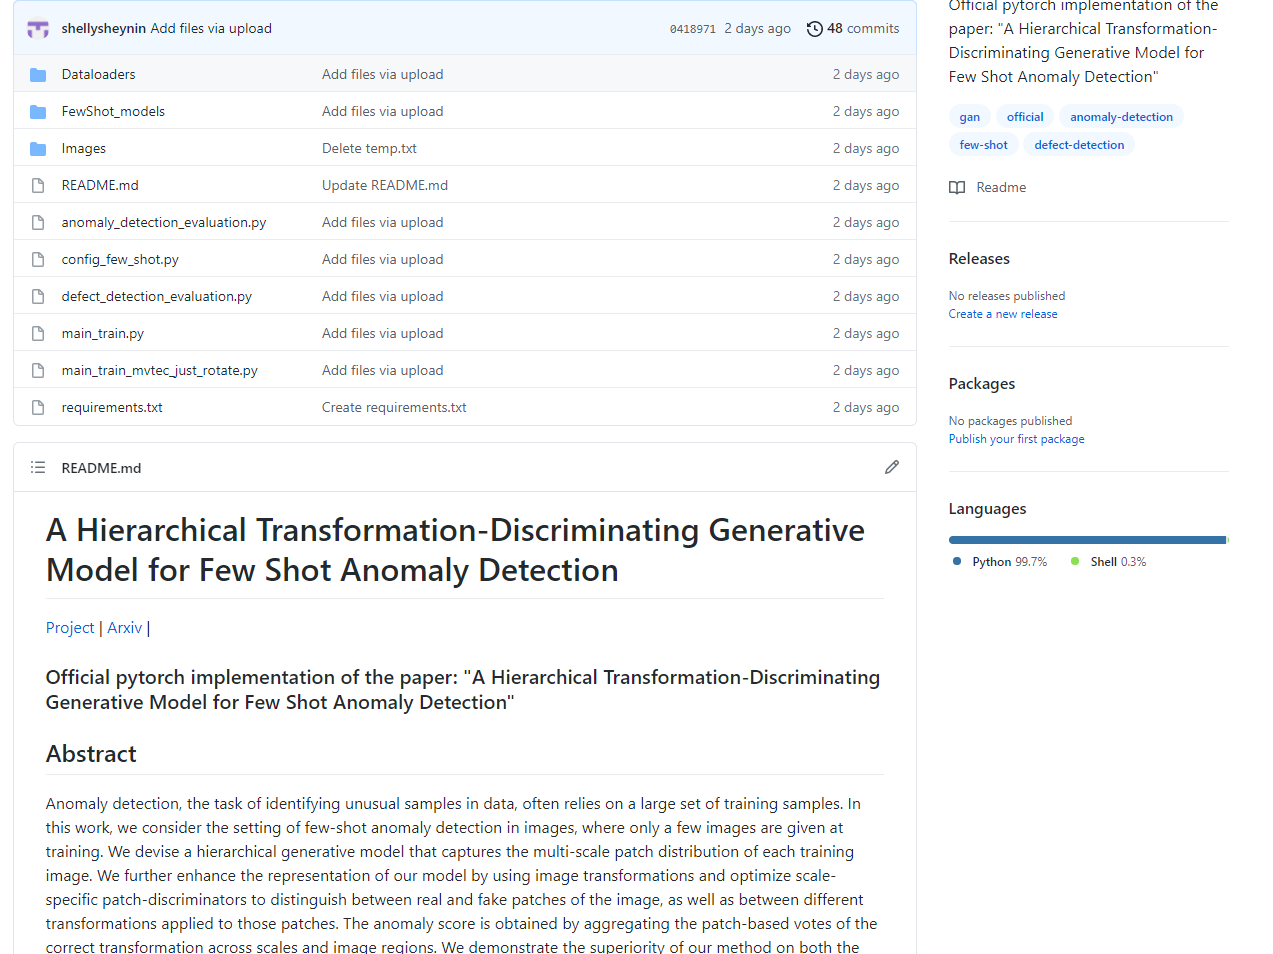 shellysheynin Add files via upload 0418971 2 days ago 48 commits
Dataloaders Add files via upload 2 days ago
FewShot_models Add files via upload 2 days ago
Images Delete temp.txt 2 days ago
README.md Update README.md 2 days ago
anomaly_detection_evaluation.py Add files via upload 2 days ago
config_few_shot.py Add files via upload 2 days ago
defect_detection_evaluation.py Add files via upload 2 days ago
main_train.py Add files via upload 2 days ago
main_train_mvtec_just_rotate.py Add files via upload 2 days ago
requirements.txt Create requirements.txt 2 days ago
README.md
A Hierarchical Transformation-Discriminating Generative
Model for Few Shot Anomaly Detection
Project | Arxiv |
Official pytorch implementation of the paper: "A Hierarchical Transformation-Discriminating
Generative Model for Few Shot Anomaly Detection"
Abstract
Anomaly detection, the task of identifying unusual samples in data, often relies on a large set of training samples. In
this work, we consider the setting of few-shot anomaly detection in images, where only a few images are given at
training. We devise a hierarchical generative model that captures the multi-scale patch distribution of each training
image. We further enhance the representation of our model by using image transformations and optimize scale-
specific patch-discriminators to distinguish between real and fake patches of the image, as well as between different
transformations applied to those patches. The anomaly score is obtained by aggregating the patch-based votes of the
correct transformation across scales and image regions. We demonstrate the superiority of our method on both the
Official pytorch implementation of the
paper: "A Hierarchical Transformation-
Discriminating Generative Model for
Few Shot Anomaly Detection"
gan official anomaly-detection
few-shot defect-detection
Readme
Releases
No releases published
Create a new release
Packages
No packages published
Publish your first package
Languages
Python 99.7% Shell 0.3%